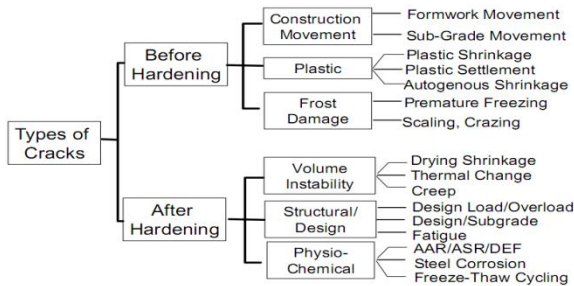 Types of
Cracks
Before
Hardening
Construction
Movement
Formwork Movement
Sub-Grade Movement
Plastic
Plastic Shrinkage
Plastic Settlement
Autogenous Shrinkage
Frost
Damage
Premature Freezing
Scaling, Crazing
After
Hardening
Volume
Instability
Drying Shrinkage
Thermal Change
Creep
Structural/
Design
Design Load/Overload
Design/Subgrade
Fatigue
Physio-
Chemical
AAR/ASR/DEF
Steel Corrosion
Freeze-Thaw Cycling